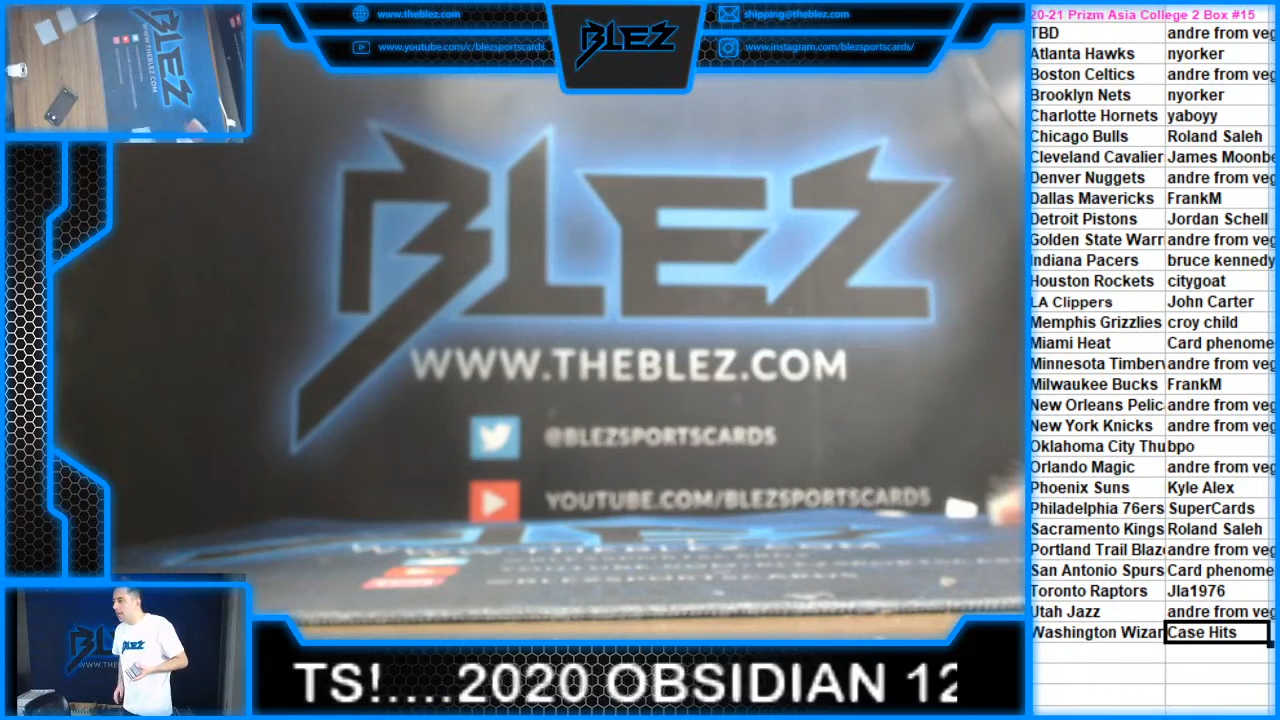 www.theblez.com
shipping@theblez.com
www.youtube.com/c/blezsportscards
www.instagram.com/blezsportscards/
BLEZ
BLEZ
WWW.THEBLEZ.COM
@BLEZSPORTSCARDS
YOUTUBE.COM/BLEZSPORTSCARDS
TS!....2020 OBSIDIAN 12
20-21 Prizm Asia College 2 Box #15
TBD andre from veg
Atlanta Hawks nyorker
Boston Celtics andre from veg
Brooklyn Nets nyorker
Charlotte Hornets yaboyy
Chicago Bulls Roland Saleh
Cleveland Cavalier James Moonbe
Denver Nuggets andre from veg
Dallas Mavericks FrankM
Detroit Pistons Jordan Schell
Golden State Warr andre from veg
Indiana Pacers bruce kennedy
Houston Rockets citygoat
LA Clippers John Carter
Memphis Grizzlies croy child
Miami Heat Card phenome
Minnesota Timberv andre from veg
Milwaukee Bucks FrankM
New Orleans Pelic andre from veg
New York Knicks andre from veg
Oklahoma City Thu bpo
Orlando Magic andre from veg
Phoenix Suns Kyle Alex
Philadelphia 76ers SuperCards
Sacramento Kings Roland Saleh
Portland Trail Blaz andre from veg
San Antonio Spurs Card phenome
Toronto Raptors Jla1976
Utah Jazz andre from veg
Washington Wizar Case Hits
WWW.THEBLEZ.COM
BLEZ